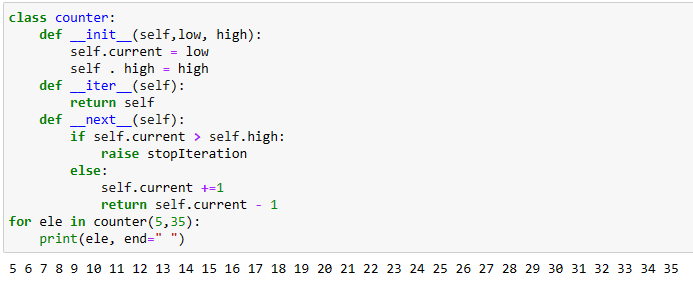 class counter:
    def __init__(self,low, high):
        self.current = low
        self . high = high
    def __iter__(self):
        return self
    def __next__(self):
        if self.current > self.high:
            raise stopIteration
        else:
            self.current +=1
            return self.current - 1
for ele in counter(5,35):
    print(ele, end=" ")
5 6 7 8 9 10 11 12 13 14 15 16 17 18 19 20 21 22 23 24 25 26 27 28 29 30 31 32 33 34 35